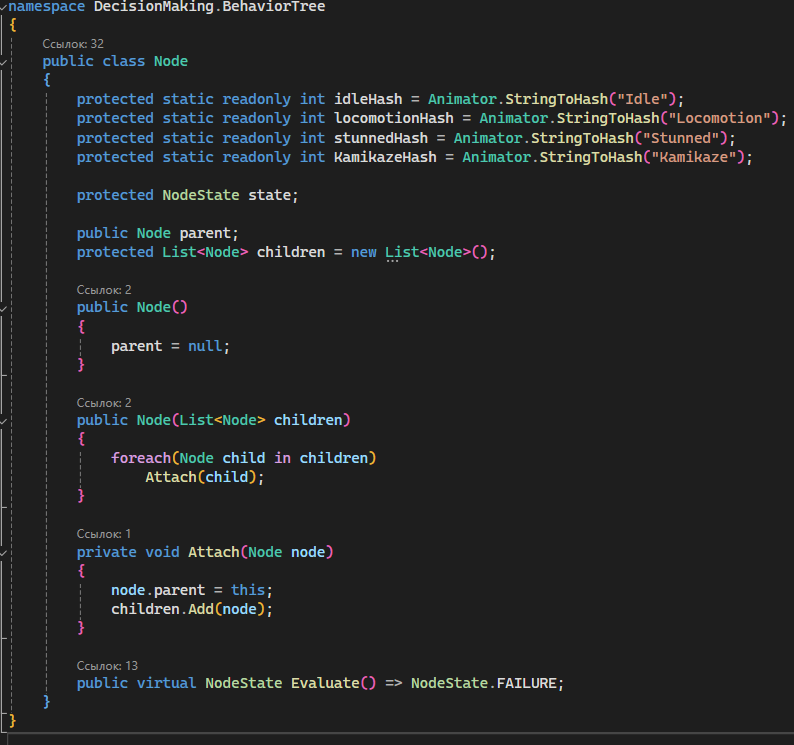 namespace DecisionMaking.BehaviorTree
{
Ссылок: 32
public class Node
{
protected static readonly int idleHash = Animator.StringToHash("Idle");
protected static readonly int locomotionHash = Animator.StringToHash("Locomotion");
protected static readonly int stunnedHash = Animator.StringToHash("Stunned");
protected static readonly int KamikazeHash = Animator.StringToHash("Kamikaze");
protected NodeState state;
public Node parent;
protected List<Node> children = new List<Node>();
Ссылок: 2
public Node()
{
parent = null;
}
Ссылок: 2
public Node(List<Node> children)
{
foreach(Node child in children)
Attach(child);
}
Ссылок: 1
private void Attach(Node node)
{
node.parent = this;
children.Add(node);
}
Ссылок: 13
public virtual NodeState Evaluate() => NodeState.FAILURE;
}
}